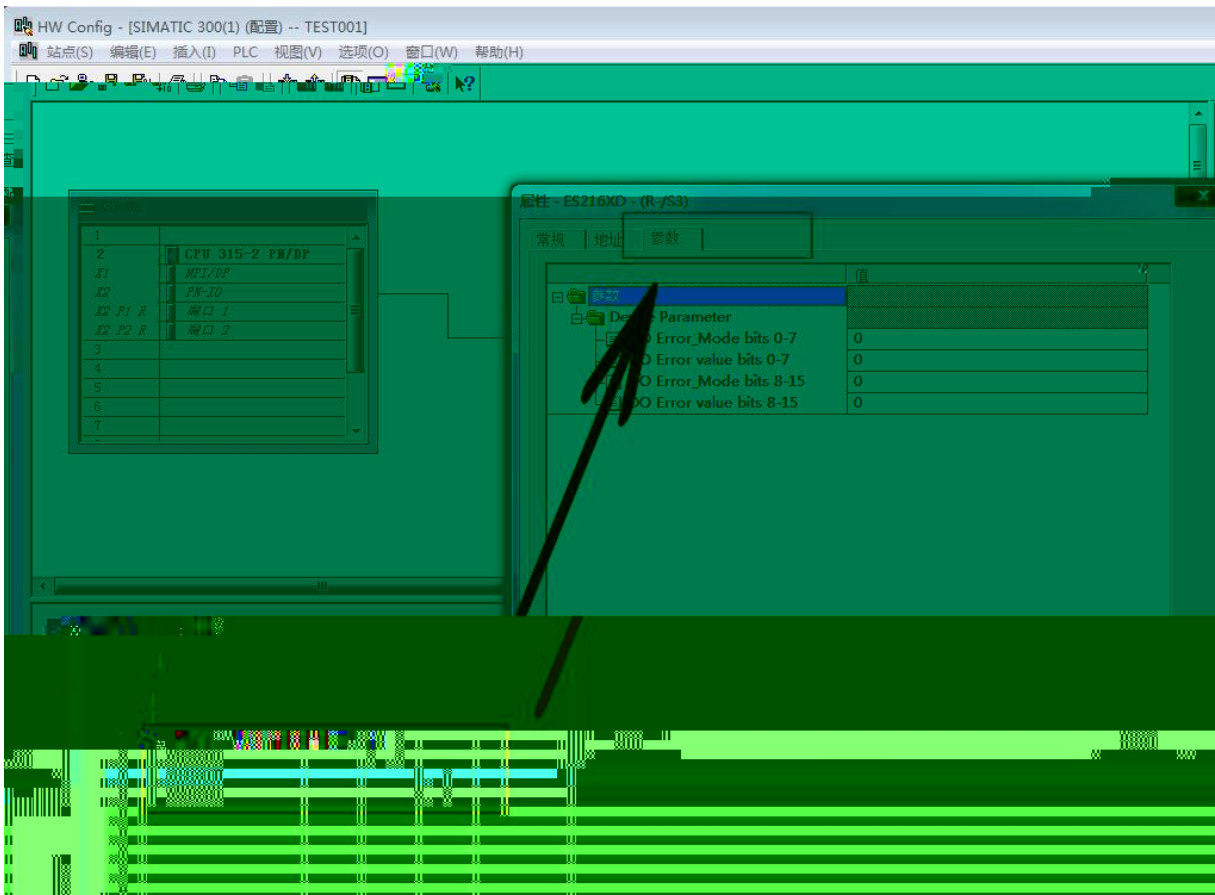 HW Config - [SIMATIC 300(1) (配置) -- TEST001]
站点(S) 编辑(E) 插入(I) PLC 视图(V) 选项(O) 窗口(W) 帮助(H)
1
2 CPU 315-2 PN/DP
X1 MPI/DP
X2 PN-IO
X2 P1 R 端口 1
X2 P2 R 端口 2
3
4
5
6
7
属性 - ES216XD - (R-/S3)
常规 地址 参数
值
参数
Parameter
Error_Mode bits 0-7 0
Error value bits 0-7 0
DO Error_Mode bits 8-15 0
DO Error value bits 8-15 0